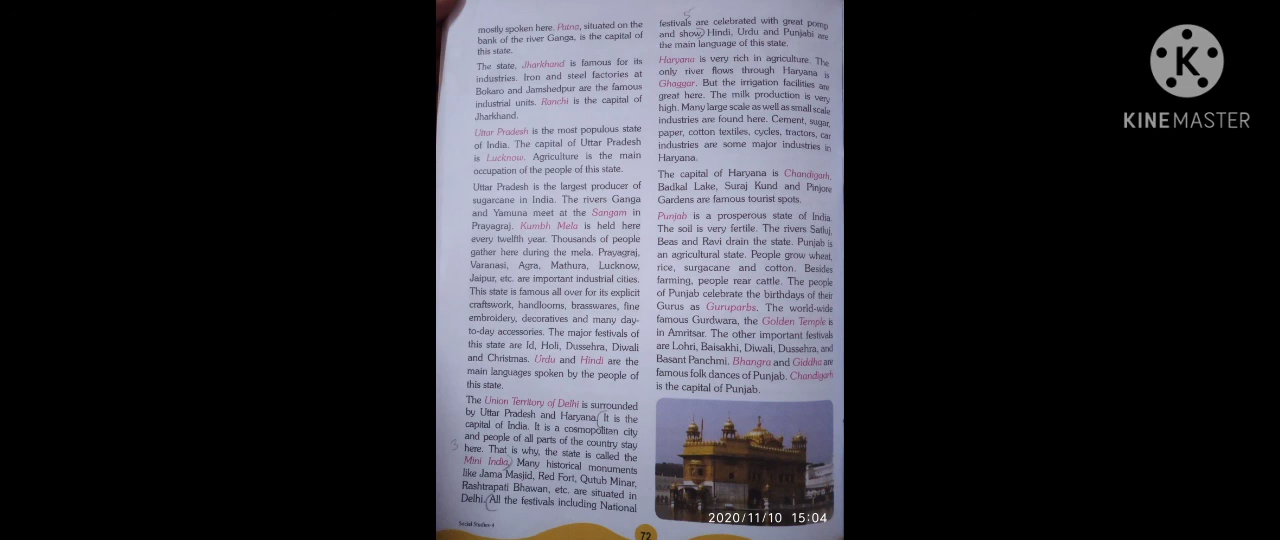 mostly spoken here. Patna, situated on the
bank of the river Ganga, is the capital of
this state.
The state, Jharkhand is famous for its
industries. Iron and steel factories at
Bokaro and Jamshedpur are the famous
industrial units. Ranchi is the capital of
Jharkhand.
Uttar Pradesh is the most populous state
of India. The capital of Uttar Pradesh
is Lucknow. Agriculture is the main
occupation of the people of this state.
Uttar Pradesh is the largest producer of
sugarcane in India. The rivers Ganga
and Yamuna meet at the Sangam in
Prayagraj. Kumbh Mela is held here
every twelfth year. Thousands of people
gather here during the mela. Prayagraj,
Varanasi, Agra, Mathura, Lucknow,
Jaipur, etc. are important industrial cities.
This state is famous all over for its explicit
craftswork, handlooms, brasswares, fine
embroidery, decoratives and many day-
to-day accessories. The major festivals of
this state are Id, Holi, Dussehra, Diwali
and Christmas. Urdu and Hindi are the
main languages spoken by the people of
this state.
The Union Territory of Delhi is surrounded
by Uttar Pradesh and Haryana. It is the
capital of India. It is a cosmopolitan city
and people of all parts of the country stay
3 here. That is why, the state is called the
Mini India. Many historical monuments
like Jama Masjid, Red Fort, Qutub Minar,
Rashtrapati Bhawan, etc. are situated in
Delhi. All the festivals including National
Social Studies-4
72
5
festivals are celebrated with great pomp
and show. Hindi, Urdu and Punjabi are
the main language of this state.
Haryana is very rich in agriculture. The
only river flows through Haryana is
Ghaggar. But the irrigation facilities are
great here. The milk production is very
high. Many large scale as well as small scale
industries are found here. Cement, sugar,
paper, cotton textiles, cycles, tractors, car
industries are some major industries in
Haryana.
The capital of Haryana is Chandigarh.
Badkal Lake, Suraj Kund and Pinjore
Gardens are famous tourist spots.
Punjab is a prosperous state of India.
The soil is very fertile. The rivers Satluj,
Beas and Ravi drain the state. Punjab is
an agricultural state. People grow wheat,
rice, surgacane and cotton. Besides
farming, people rear cattle. The people
of Punjab celebrate the birthdays of their
Gurus as Guruparbs. The world-wide
famous Gurdwara, the Golden Temple is
in Amritsar. The other important festivals
are Lohri, Baisakhi, Diwali, Dussehra, and
Basant Panchmi. Bhangra and Giddha are
famous folk dances of Punjab. Chandigarh
is the capital of Punjab.
2020/11/10 15:04
K
KINEMASTER